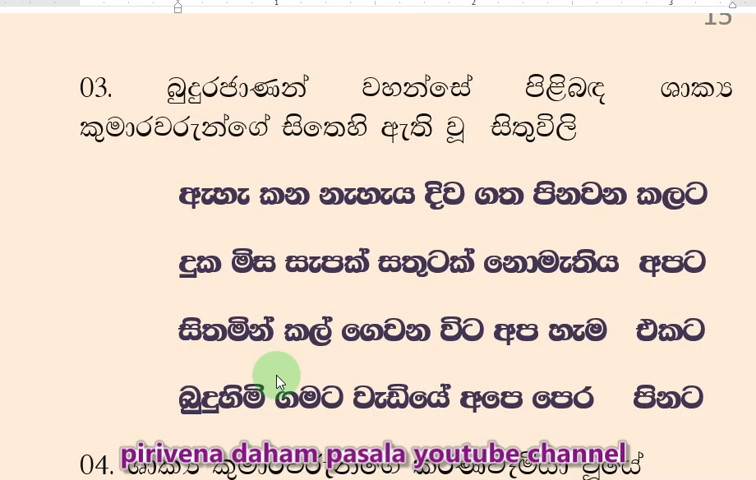 15
03. බුදුරජාණන් වහන්සේ පිළිබඳ ශාක්‍ය
කුමාරවරුන්ගේ සිතෙහි ඇති වූ සිතුවිලි
ඇහැ කන නැහැය දිව ගත පිනවන කලට
දුක මිස සැපක් සතුටක් නොමැතිය අපට
සිතමින් කල් ගෙවන විට අප හැම එකට
බුදුහිමි ගමට වැඩියේ අපෙ පෙර පිනට
pirivena daham pasala youtube channel
04. ශාක්‍ය කුමාරවරුන්ගේ